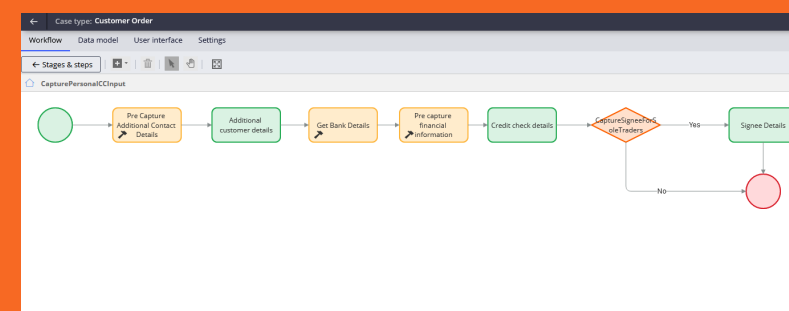 Case type: Customer Order
Workflow Data model User interface Settings
Stages & steps
CapturePersonalCCInput
Pre Capture
Additional Contact
Details
Additional
customer details
Get Bank Details
Pre capture
financial
information
Credit check details
CaptureSigneeForS
oleTraders
Yes
Signee Details
No